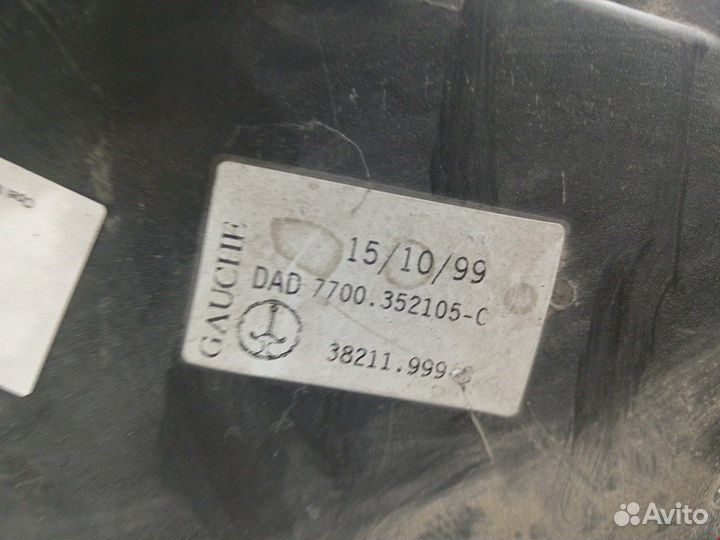 GAUCHE
15/10/99
DAD 7700.352105-C
38211.999
Avito